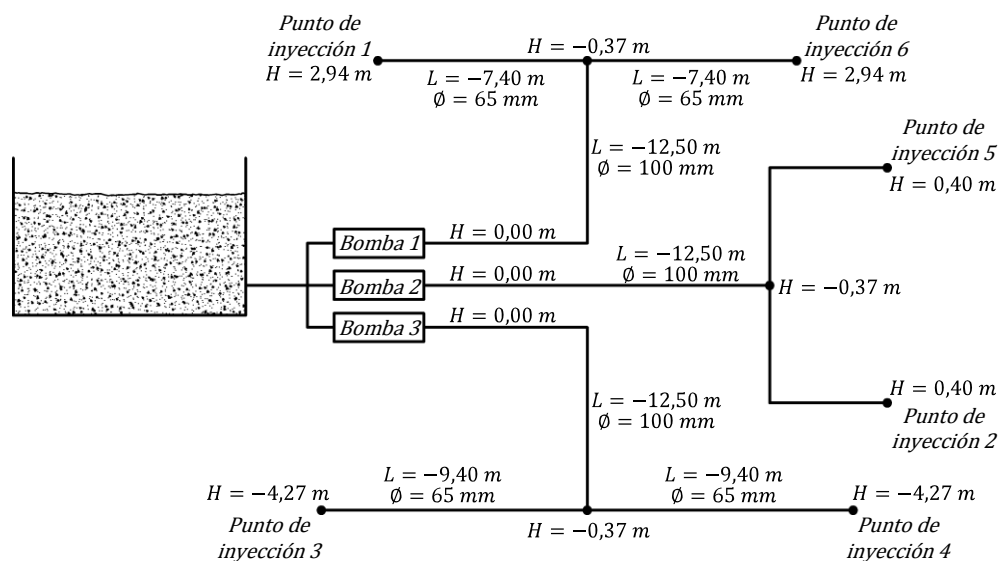 Punto de
inyección 1
H = 2,94 m
H = −0,37 m
Punto de
inyección 6
H = 2,94 m
L = −7,40 m
Ø = 65 mm
L = −7,40 m
Ø = 65 mm
L = −12,50 m
Ø = 100 mm
Punto de
inyección 5
H = 0,40 m
Bomba 1
H = 0,00 m
Bomba 2
H = 0,00 m
L = −12,50 m
Ø = 100 mm
H = −0,37 m
Bomba 3
H = 0,00 m
H = 0,40 m
Punto de
inyección 2
L = −12,50 m
Ø = 100 mm
L = −9,40 m
Ø = 65 mm
L = −9,40 m
Ø = 65 mm
H = −4,27 m
Punto de
inyección 3
H = −0,37 m
H = −4,27 m
Punto de
inyección 4